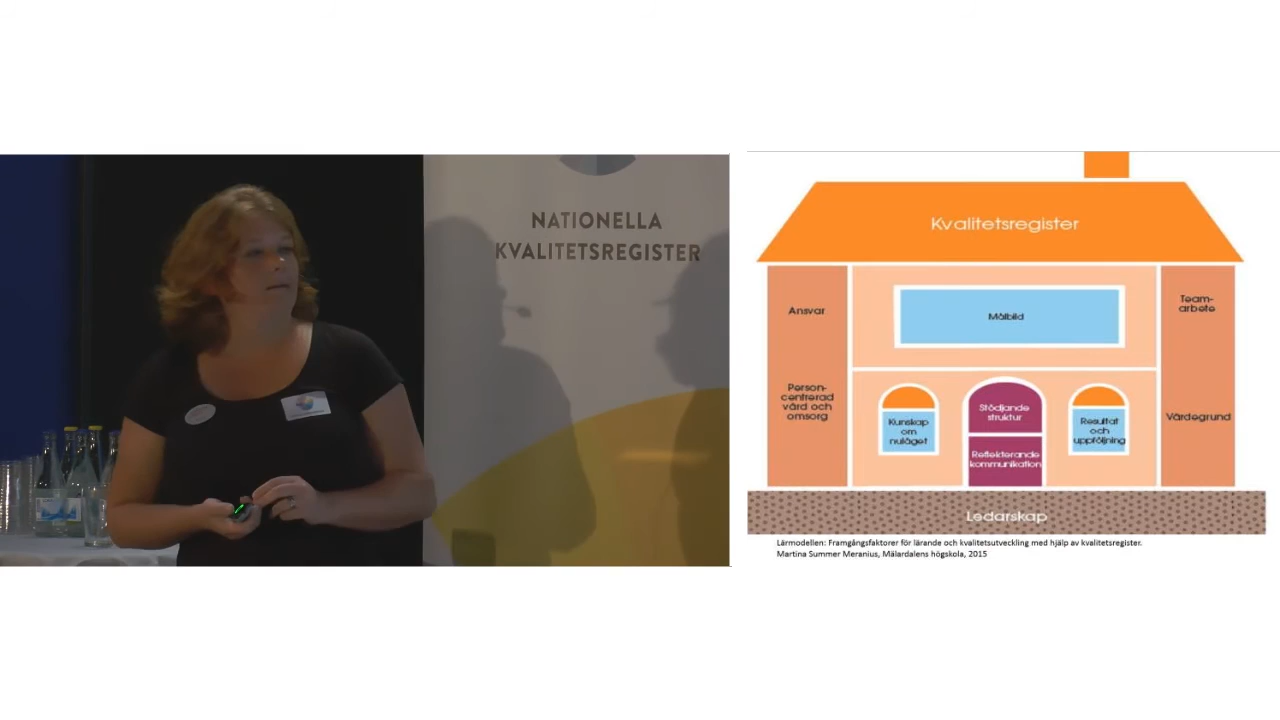 NATIONELLA
KVALITETSREGISTER
Kvalitetsregister
Ansvar
Målbild
Team-
arbete
Person-
centrerad
vård och
omsorg
Kunskap
om
nuläget
Stödjande
struktur
Reflekterande
kommunikation
Resultat
och
uppföljning
Värdegrund
Ledarskap
Lärmodellen: Framgångsfaktorer för lärande och kvalitetsutveckling med hjälp av kvalitetsregister.
Martina Summer Meranius, Mälardalens högskola, 2015